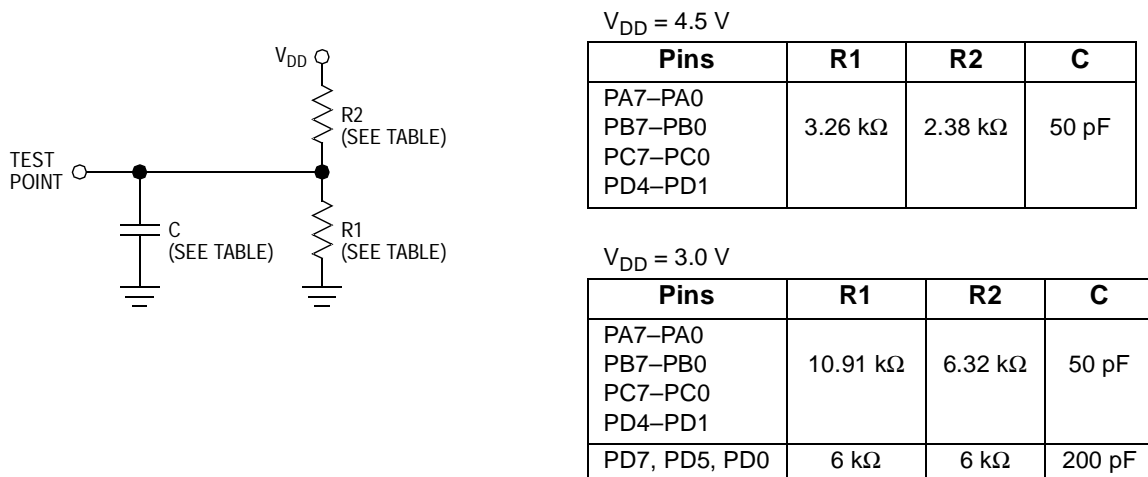 V_DD
R2
(SEE TABLE)
TEST
POINT
C
(SEE TABLE)
R1
(SEE TABLE)
V_DD = 4.5 V
Pins R1 R2 C
PA7–PA0
PB7–PB0 3.26 kΩ 2.38 kΩ 50 pF
PC7–PC0
PD4–PD1
V_DD = 3.0 V
Pins R1 R2 C
PA7–PA0
PB7–PB0 10.91 kΩ 6.32 kΩ 50 pF
PC7–PC0
PD4–PD1
PD7, PD5, PD0 6 kΩ 6 kΩ 200 pF